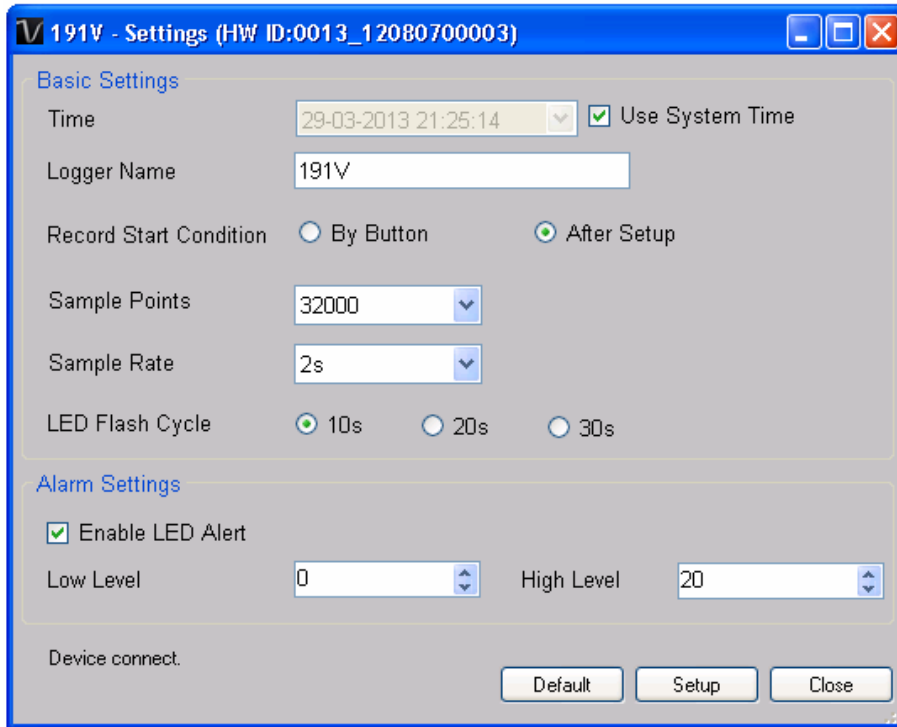 191V - Settings (HW ID:0013_12080700003)
Basic Settings
Time 29-03-2013 21:25:14 Use System Time
Logger Name 191V
Record Start Condition By Button After Setup
Sample Points 32000
Sample Rate 2s
LED Flash Cycle 10s 20s 30s
Alarm Settings
Enable LED Alert
Low Level 0 High Level 20
Device connect.
Default Setup Close